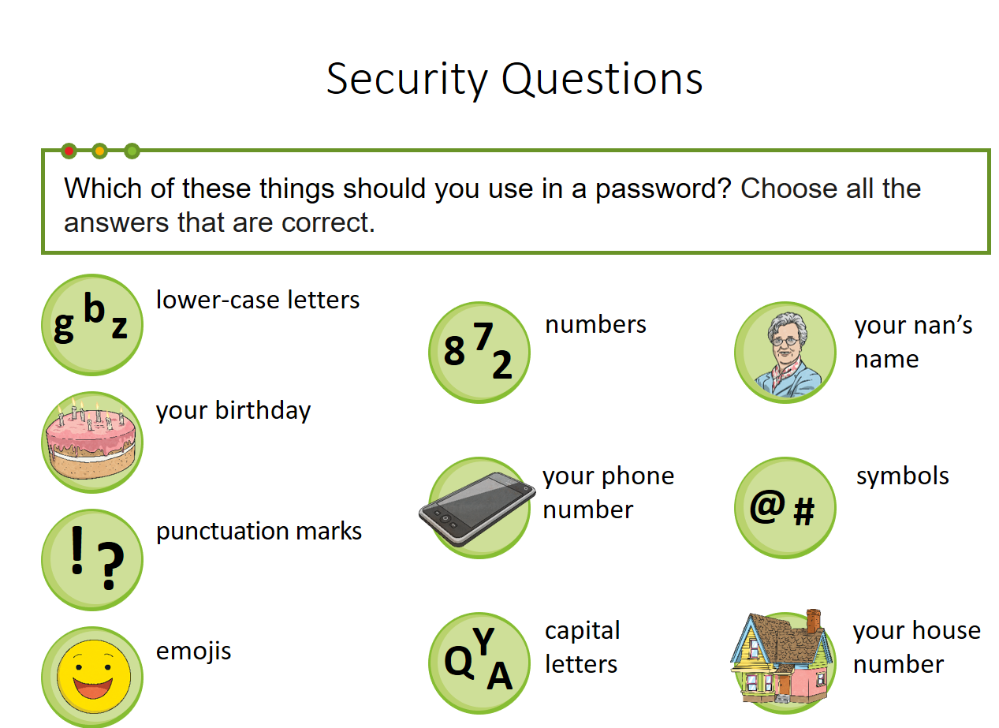 Security Questions
Which of these things should you use in a password? Choose all the
answers that are correct.
g b z
lower-case letters
your birthday
! ?
punctuation marks
emojis
8 7 2
numbers
your phone
number
Q Y A
capital
letters
your nan’s
name
@ #
symbols
your house
number